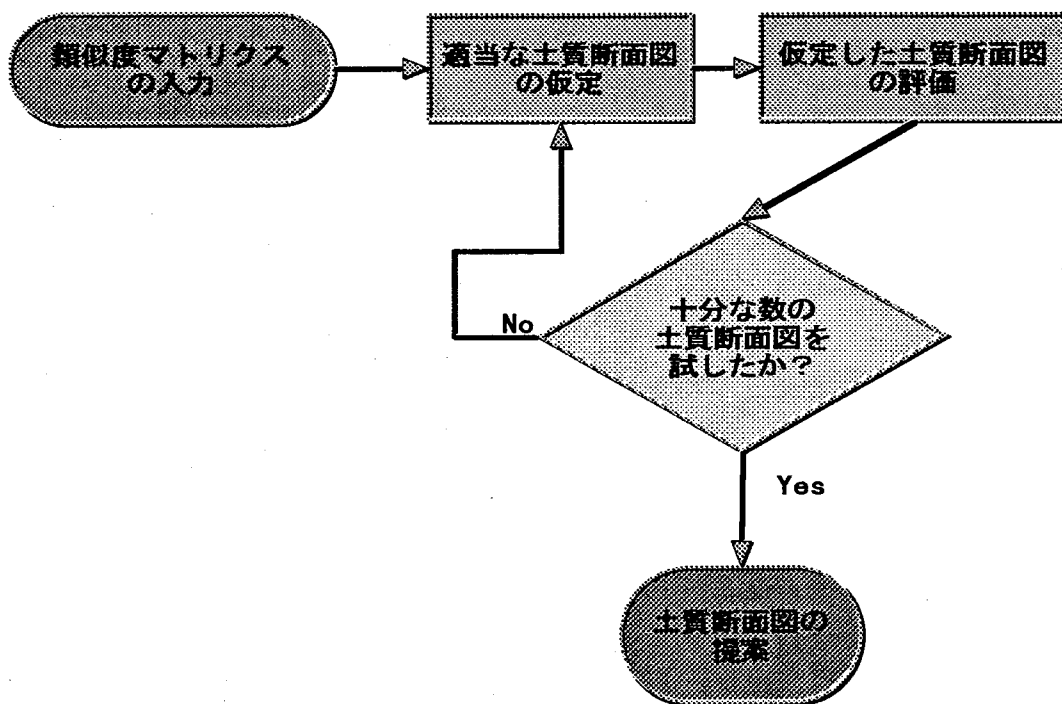 類似度マトリクス
の入力
適当な土質断面図
の仮定
仮定した土質断面図
の評価
十分な数の
土質断面図を
試したか？
No
Yes
土質断面図の
提案